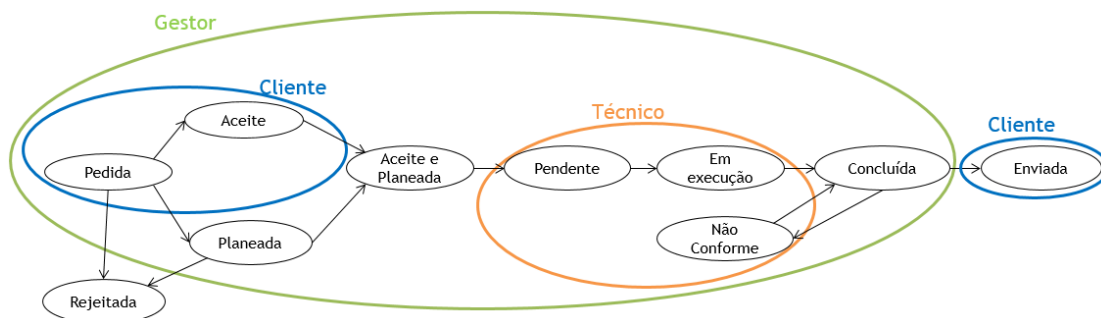 Gestor
Cliente
Aceite
Pedida
Planeada
Rejeitada
Aceite e
Planeada
Técnico
Pendente
Em
execução
Não
Conforme
Concluída
Cliente
Enviada